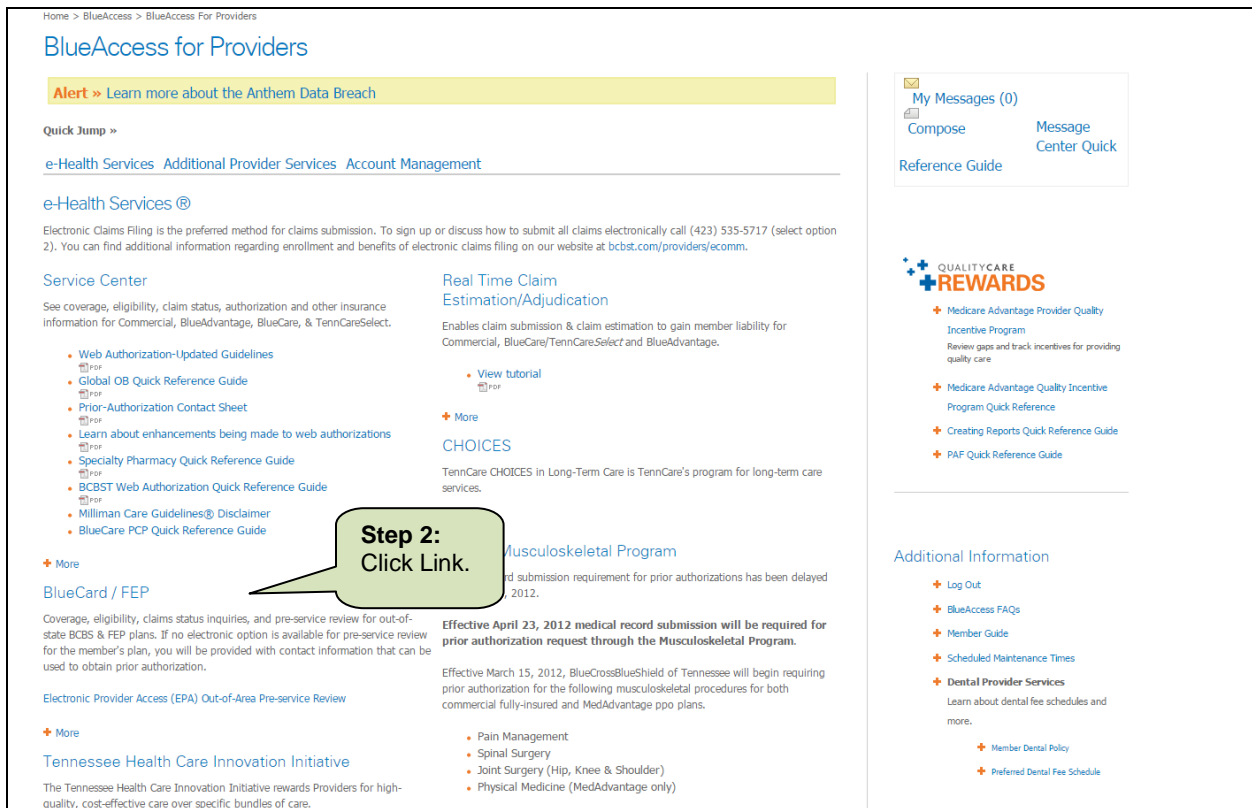 Home > BlueAccess > BlueAccess For Providers
BlueAccess for Providers
Alert » Learn more about the Anthem Data Breach
Quick Jump »
e-Health Services Additional Provider Services Account Management
e-Health Services ®
Electronic Claims Filing is the preferred method for claims submission. To sign up or discuss how to submit all claims electronically call (423) 535-5717 (select option
2). You can find additional information regarding enrollment and benefits of electronic claims filing on our website at bcbst.com/providers/ecomm.
Service Center
See coverage, eligibility, claim status, authorization and other insurance
information for Commercial, BlueAdvantage, BlueCare, & TennCareSelect.
Web Authorization-Updated Guidelines
PDF
Global OB Quick Reference Guide
PDF
Prior-Authorization Contact Sheet
PDF
Learn about enhancements being made to web authorizations
PDF
Specialty Pharmacy Quick Reference Guide
PDF
BCBST Web Authorization Quick Reference Guide
PDF
Milliman Care Guidelines® Disclaimer
BlueCare PCP Quick Reference Guide
More
Step 2:
Click Link.
BlueCard / FEP
Coverage, eligibility, claims status inquiries, and pre-service review for out-of-
state BCBS & FEP plans. If no electronic option is available for pre-service review
for the member's plan, you will be provided with contact information that can be
used to obtain prior authorization.
Electronic Provider Access (EPA) Out-of-Area Pre-service Review
More
Tennessee Health Care Innovation Initiative
The Tennessee Health Care Innovation Initiative rewards Providers for high-
quality, cost-effective care over specific bundles of care.
Real Time Claim
Estimation/Adjudication
Enables claim submission & claim estimation to gain member liability for
Commercial, BlueCare/TennCareSelect and BlueAdvantage.
View tutorial
PDF
More
CHOICES
TennCare CHOICES in Long-Term Care is TennCare's program for long-term care
services.
Musculoskeletal Program
rd submission requirement for prior authorizations has been delayed
, 2012.
Effective April 23, 2012 medical record submission will be required for
prior authorization request through the Musculoskeletal Program.
Effective March 15, 2012, BlueCrossBlueShield of Tennessee will begin requiring
prior authorization for the following musculoskeletal procedures for both
commercial fully-insured and MedAdvantage ppo plans.
Pain Management
Spinal Surgery
Joint Surgery (Hip, Knee & Shoulder)
Physical Medicine (MedAdvantage only)
My Messages (0)
Compose Message
Center Quick
Reference Guide
QUALITYCARE
REWARDS
Medicare Advantage Provider Quality
Incentive Program
Review gaps and track incentives for providing
quality care
Medicare Advantage Quality Incentive
Program Quick Reference
Creating Reports Quick Reference Guide
PAF Quick Reference Guide
Additional Information
Log Out
BlueAccess FAQs
Member Guide
Scheduled Maintenance Times
Dental Provider Services
Learn about dental fee schedules and
more.
Member Dental Policy
Preferred Dental Fee Schedule